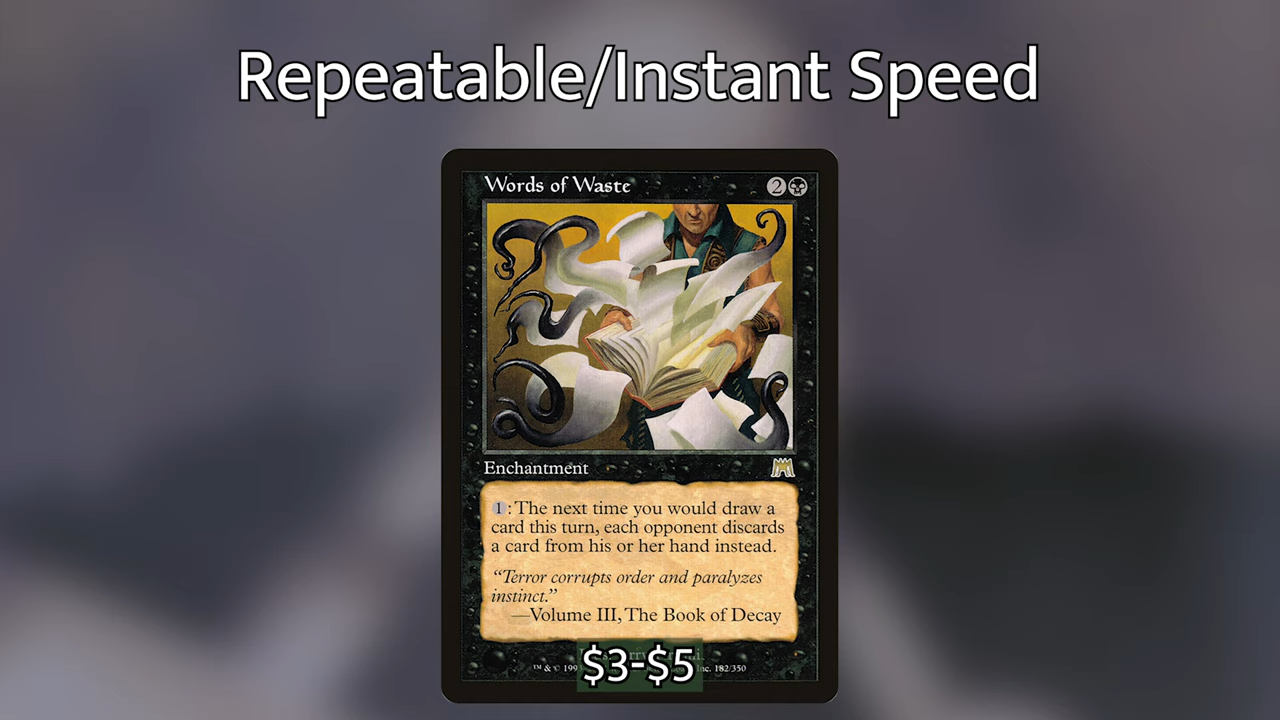 Repeatable/Instant Speed
Words of Waste 2
Enchantment
1: The next time you would draw a
card this turn, each opponent discards
a card from his or her hand instead.
“Terror corrupts order and paralyzes
instinct.”
—Volume III, The Book of Decay
$3-$5
™ & © Inc. 182/350